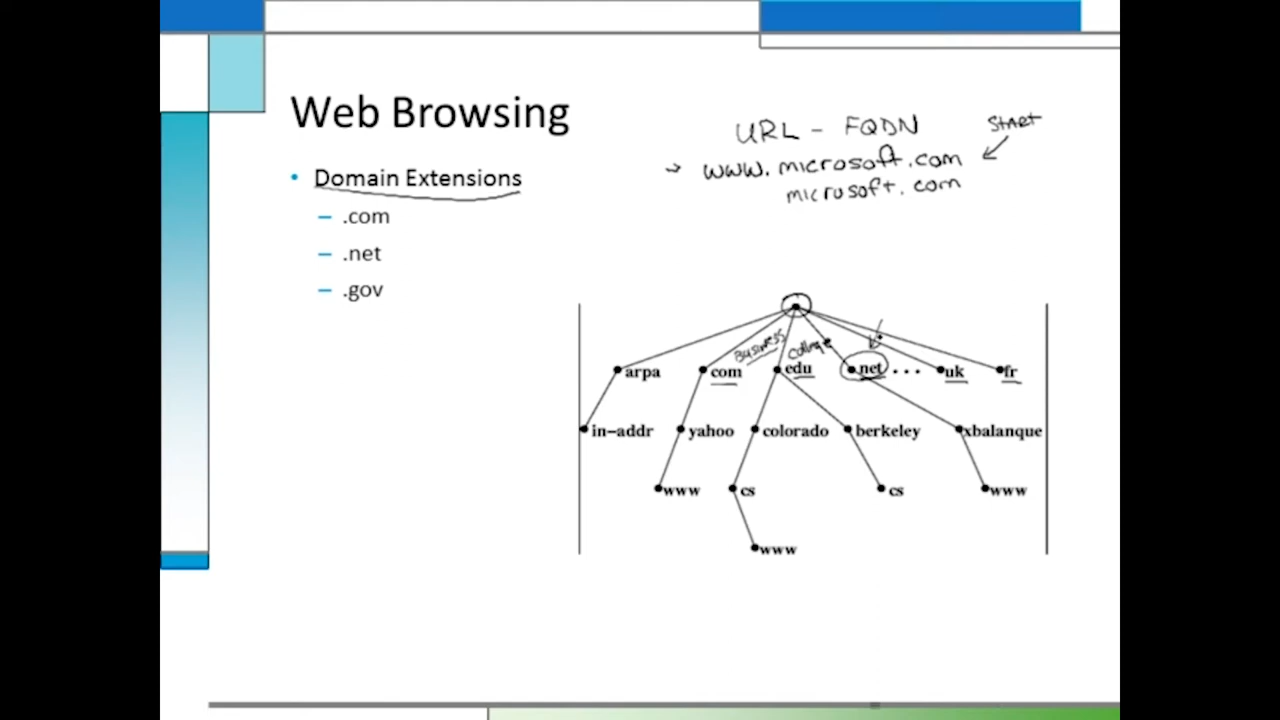 Web Browsing
URL - FQDN
START
→ www.microsoft.com
microsoft.com
• Domain Extensions
– .com
– .net
– .gov
Business
college
arpa com edu net ... uk fr
in-addr yahoo colorado berkeley xbalanque
www cs cs www
www